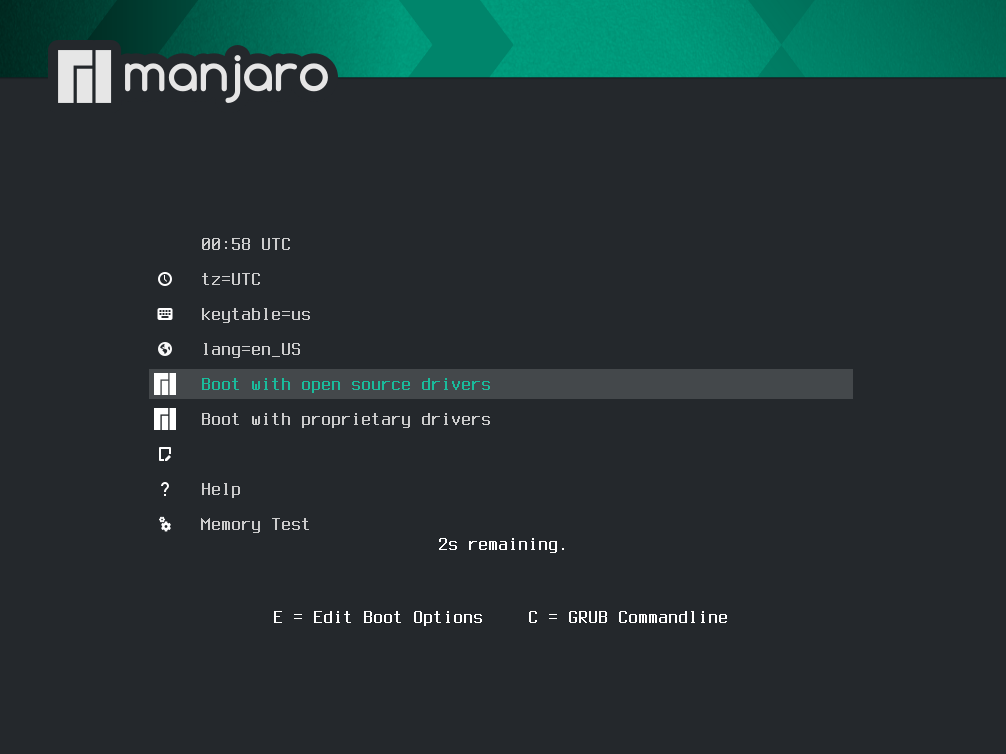 manjaro
00:58 UTC
tz=UTC
keytable=us
lang=en_US
Boot with open source drivers
Boot with proprietary drivers
Help
Memory Test
2s remaining.
E = Edit Boot Options C = GRUB Commandline